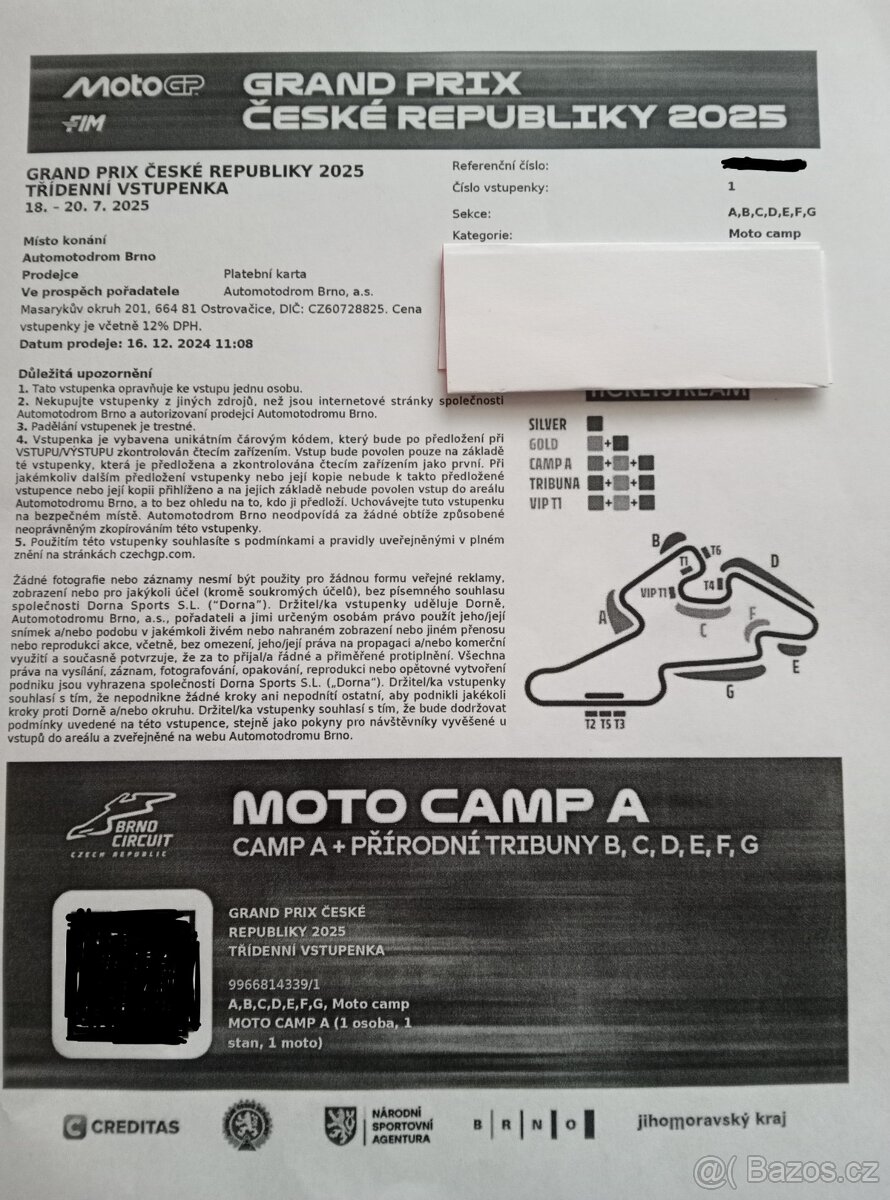 MotoGP
FIM
GRAND PRIX
ČESKÉ REPUBLIKY 2025
GRAND PRIX ČESKÉ REPUBLIKY 2025
TŘÍDENNÍ VSTUPENKA
18. - 20. 7. 2025
Referenční číslo:
Číslo vstupenky: 1
Sekce: A,B,C,D,E,F,G
Kategorie: Moto camp
Místo konání
Automotodrom Brno
Prodejce Platební karta
Ve prospěch pořadatele Automotodrom Brno, a.s.
Masarykův okruh 201, 664 81 Ostrovačice, DIČ: CZ60728825. Cena
vstupenky je včetně 12% DPH.
Datum prodeje: 16. 12. 2024 11:08
Důležitá upozornění
1. Tato vstupenka opravňuje ke vstupu jednu osobu.
2. Nekupujte vstupenky z jiných zdrojů, než jsou internetové stránky společnosti
Automotodrom Brno a autorizovaní prodejci Automotodromu Brno.
3. Padělání vstupenek je trestné.
4. Vstupenka je vybavena unikátním čárovým kódem, který bude po předložení při
VSTUPU/VÝSTUPU zkontrolován čtecím zařízením. Vstup bude povolen pouze na základě
té vstupenky, která je předložena a zkontrolována čtecím zařízením jako první. Při
jakémkoliv dalším předložení vstupenky nebo její kopie nebude k takto předložené
vstupence nebo její kopii přihlíženo a na jejich základě nebude povolen vstup do areálu
Automotodromu Brno, a to bez ohledu na to, kdo ji předloží. Uchovávejte tuto vstupenku
na bezpečném místě. Automotodrom Brno neodpovídá za žádné obtíže způsobené
neoprávněným zkopírováním této vstupenky.
5. Použitím této vstupenky souhlasíte s podmínkami a pravidly uveřejněnými v plném
znění na stránkách czechgp.com.
Žádné fotografie nebo záznamy nesmí být použity pro žádnou formu veřejné reklamy,
zobrazení nebo pro jakýkoli účel (kromě soukromých účelů), bez písemného souhlasu
společnosti Dorna Sports S.L. (“Dorna”). Držitel/ka vstupenky uděluje Dorně,
Automotodromu Brno, a.s., pořadateli a jimi určeným osobám právo použít jeho/její
snímek a/nebo podobu v jakémkoli živém nebo nahraném zobrazení nebo jiném přenosu
nebo reprodukci akce, včetně, bez omezení, jeho/její práva na propagaci a/nebo komerční
využití a současně potvrzuje, že za to přijal/a řádné a přiměřené protiplnění. Všechna
práva na vysílání, záznam, fotografování, opakování, reprodukci nebo opětovné vytvoření
podniku jsou vyhrazena společnosti Dorna Sports S.L. („Dorna"). Držitel/ka vstupenky
souhlasí s tím, že nepodnikne žádné kroky ani nepodnítí ostatní, aby podnikli jakékoli
kroky proti Dorně a/nebo okruhu. Držitel/ka vstupenky souhlasí s tím, že bude dodržovat
podmínky uvedené na této vstupence, stejně jako pokyny pro návštěvníky vyvěšené u
vstupů do areálu a zveřejněné na webu Automotodromu Brno.
TICKETSTREAM
SILVER
GOLD +
CAMP A + +
TRIBUNA + +
VIP T1 + +
B
T6
T1
D
T4
VIP T1
A
C
F
E
G
T2 T5 T3
BRNO
CIRCUIT
CZECH REPUBLIC
MOTO CAMP A
CAMP A + PŘÍRODNÍ TRIBUNY B, C, D, E, F, G
GRAND PRIX ČESKÉ
REPUBLIKY 2025
TŘÍDENNÍ VSTUPENKA
9966814339/1
A,B,C,D,E,F,G, Moto camp
MOTO CAMP A (1 osoba, 1
stan, 1 moto)
CREDITAS
NÁRODNÍ
SPORTOVNÍ
AGENTURA
B | R | N | O
jihomoravský kraj
@( Bazos.cz